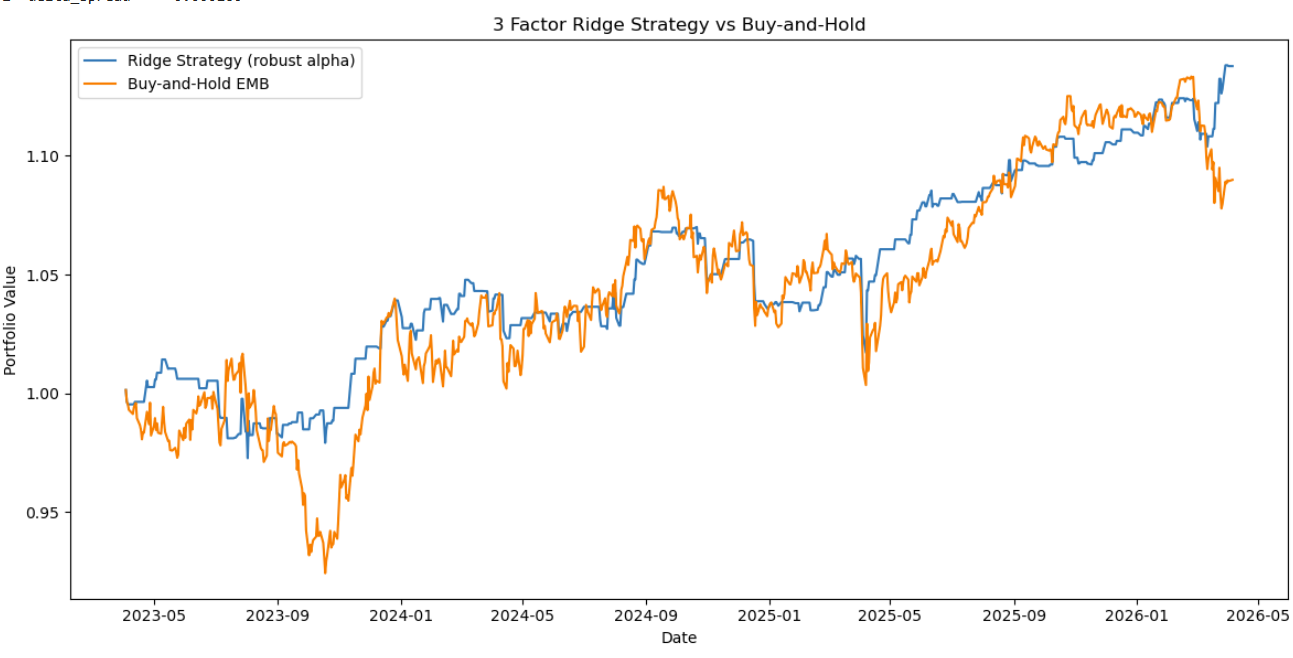 3 Factor Ridge Strategy vs Buy-and-Hold
Ridge Strategy (robust alpha)
Buy-and-Hold EMB
Portfolio Value
1.10
1.05
1.00
0.95
2023-05 2023-09 2024-01 2024-05 2024-09 2025-01 2025-05 2025-09 2026-01 2026-05
Date